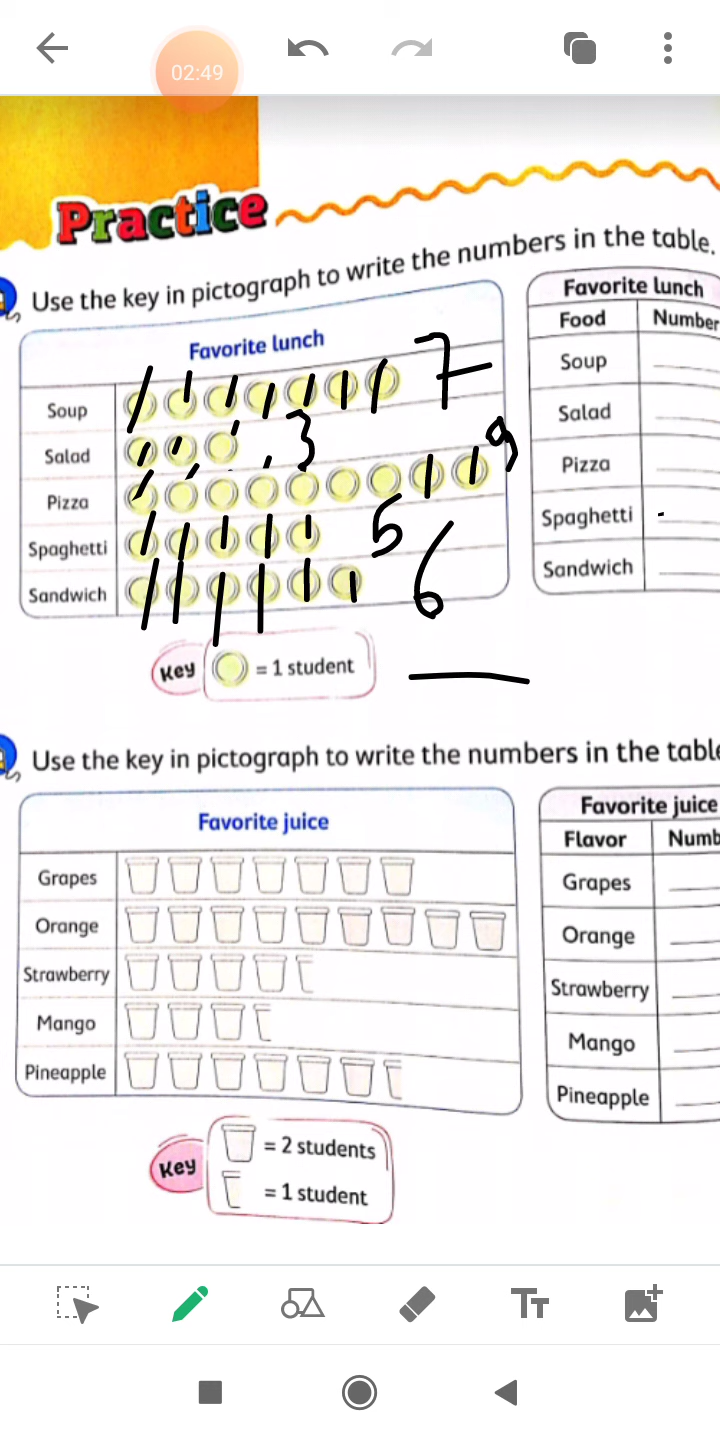 02:49
Practice
Use the key in pictograph to write the numbers in the table.
Favorite lunch
Soup 7
Salad 3
Pizza 9
Spaghetti 5
Sandwich 6
Key = 1 student
Favorite lunch
Food Number
Soup
Salad
Pizza
Spaghetti
Sandwich
Use the key in pictograph to write the numbers in the
Favorite juice
Grapes
Orange
Strawberry
Mango
Pineapple
Key = 2 students
= 1 student
Favorite juice
Flavor Numb
Grapes
Orange
Strawberry
Mango
Pineapple
TT